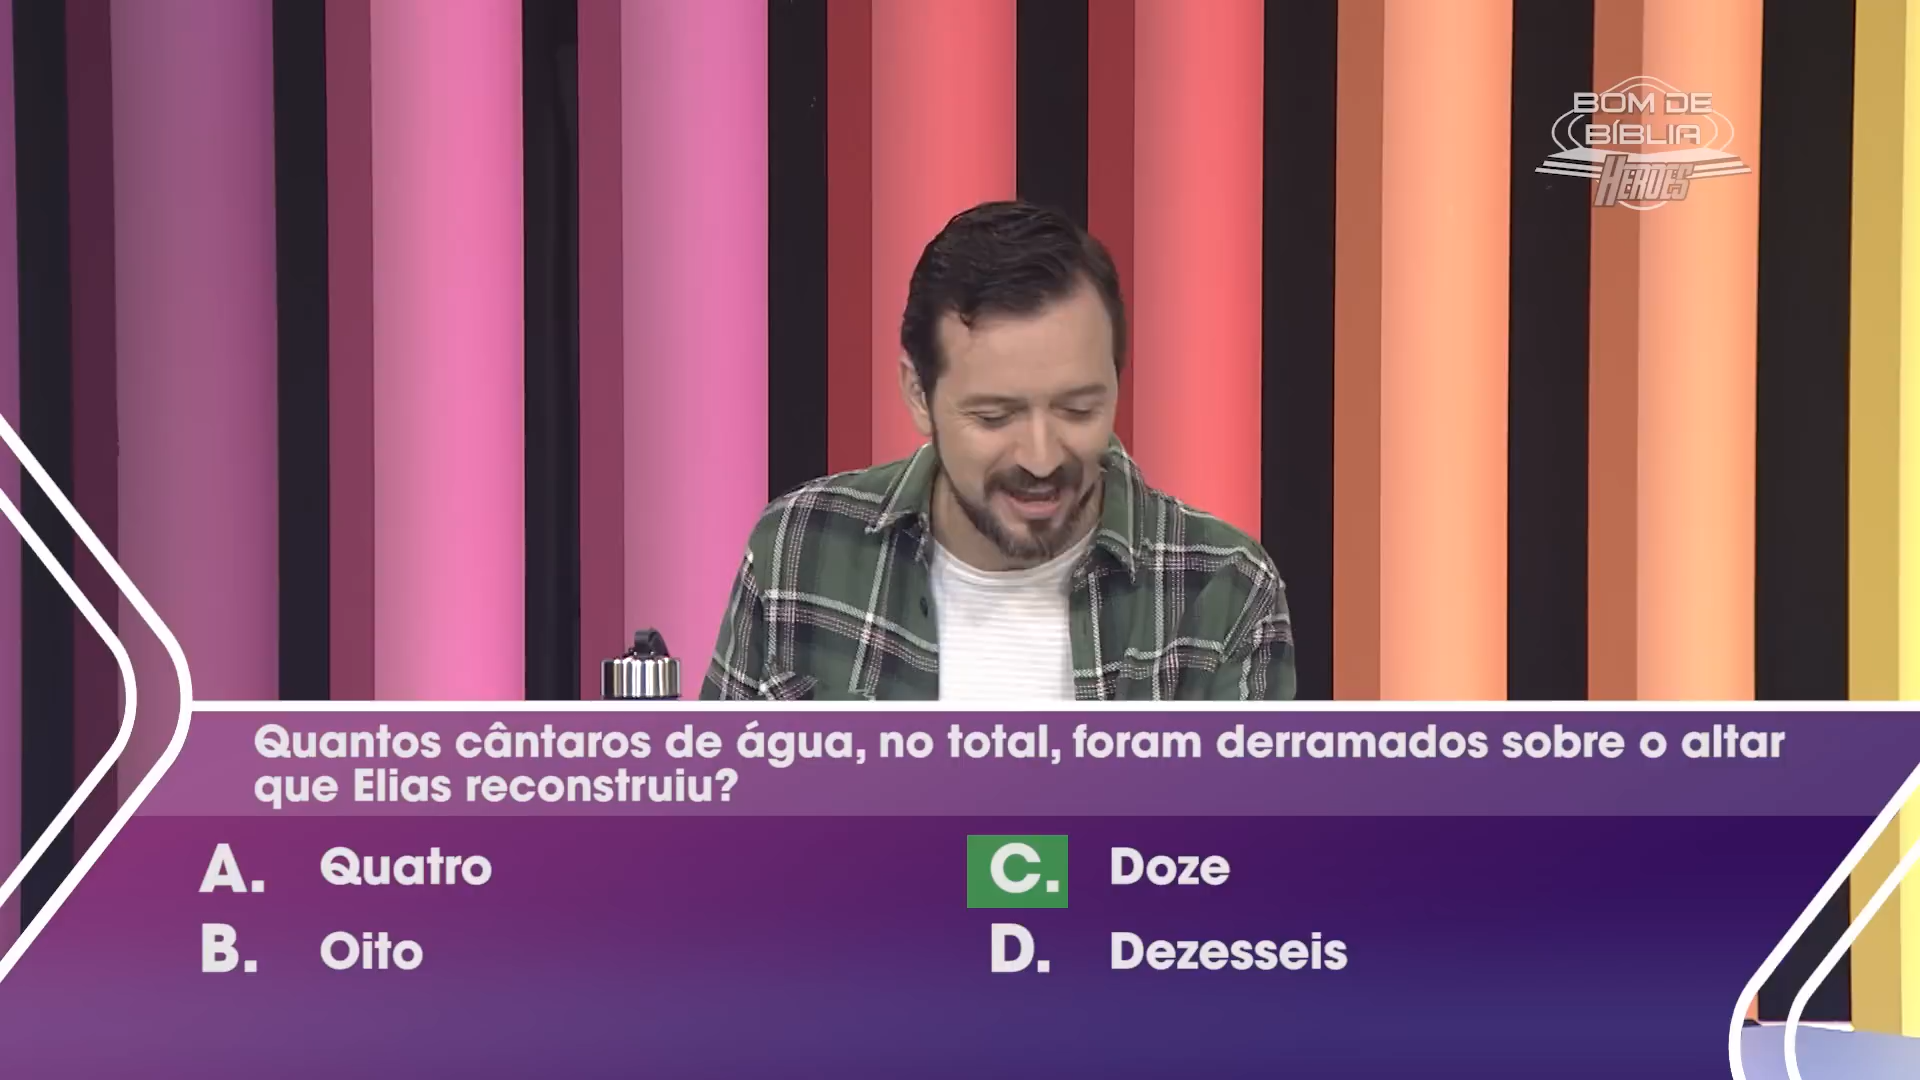 BOM DE
BÍBLIA
HEROES
Quantos cântaros de água, no total, foram derramados sobre o altar
que Elias reconstruiu?
A. Quatro
B. Oito
C. Doze
D. Dezesseis